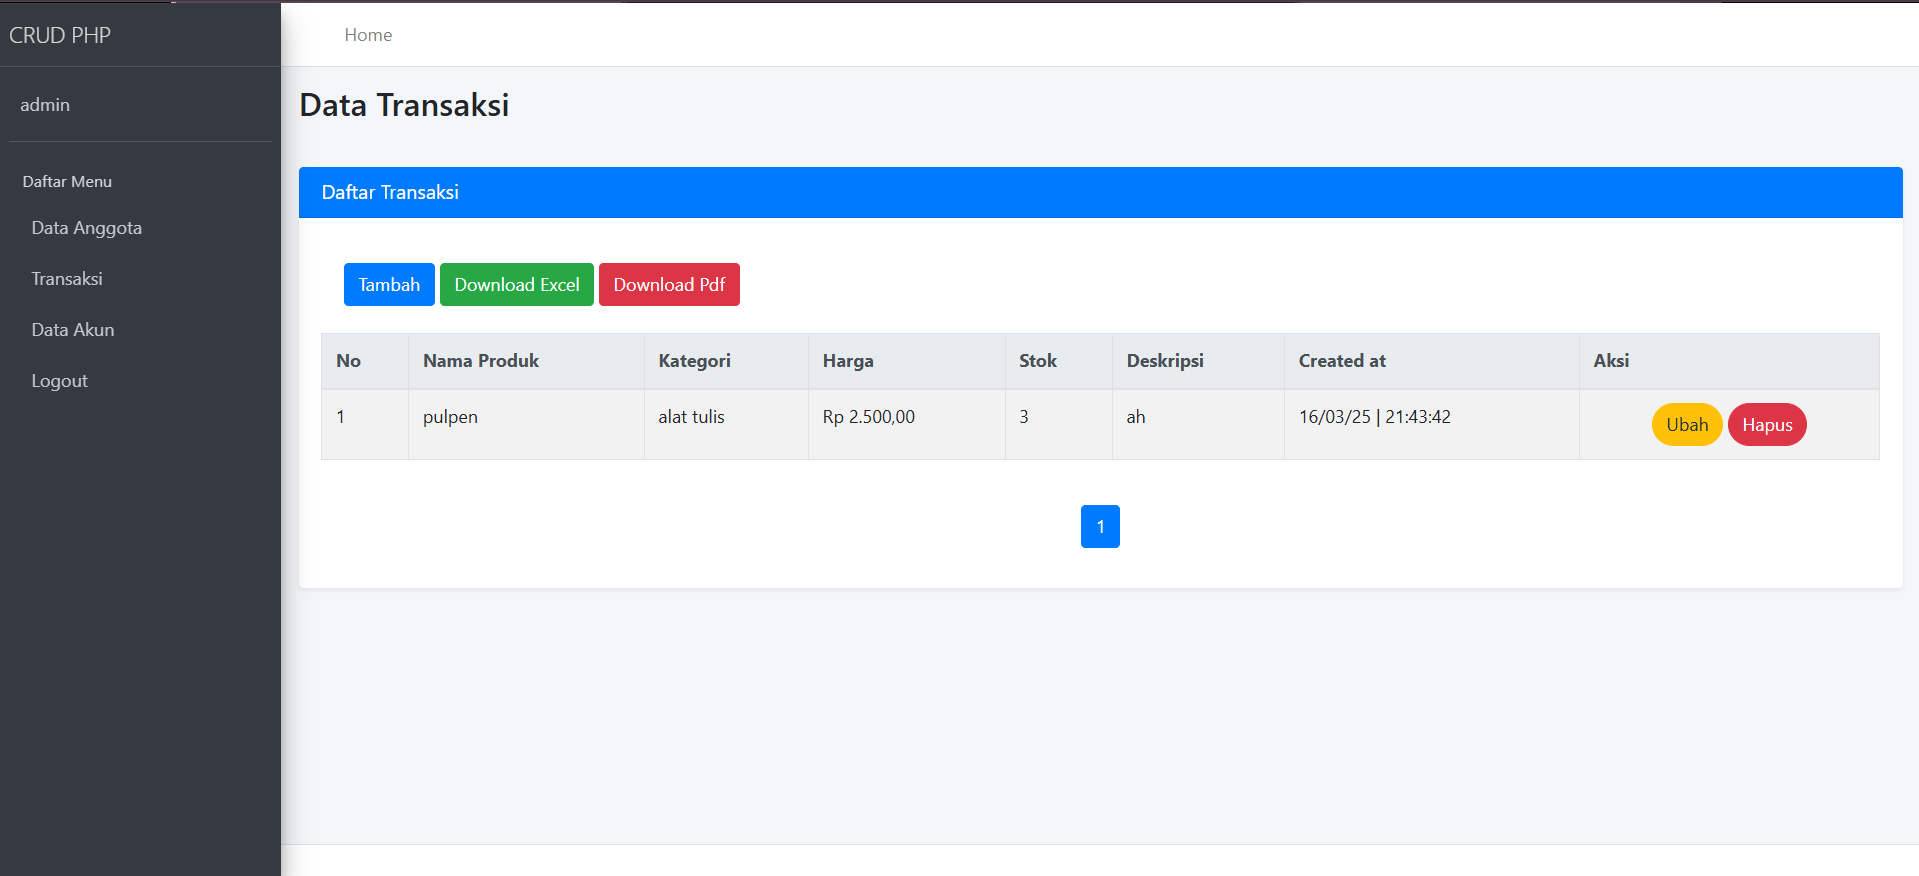 CRUD PHP
Home
admin
Daftar Menu
Data Anggota
Transaksi
Data Akun
Logout
Data Transaksi
Daftar Transaksi
Tambah Download Excel Download Pdf
No Nama Produk Kategori Harga Stok Deskripsi Created at Aksi
1 pulpen alat tulis Rp 2.500,00 3 ah 16/03/25 | 21:43:42 Ubah Hapus
1